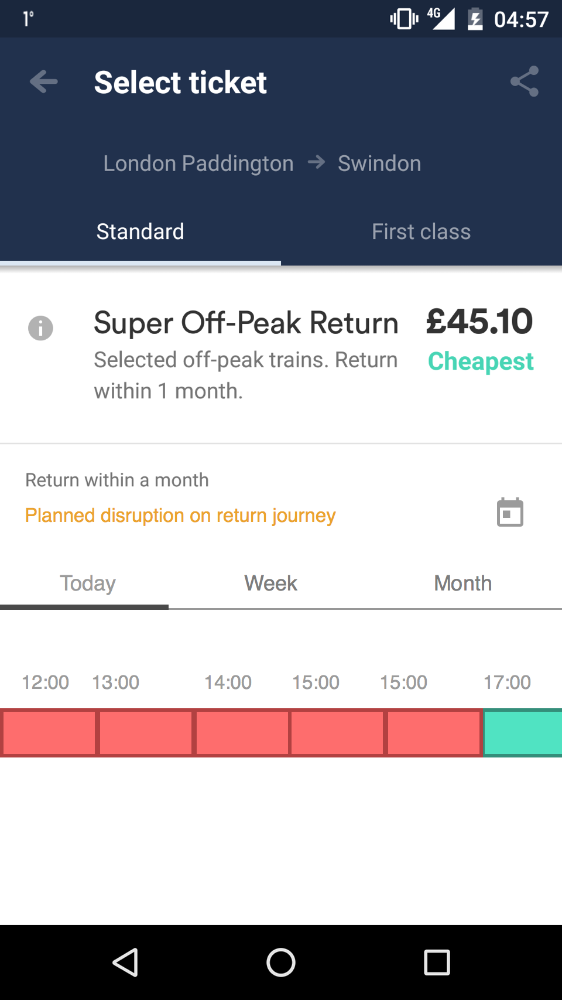 1°
4G 04:57
Select ticket
London Paddington → Swindon
Standard First class
Super Off-Peak Return £45.10
Selected off-peak trains. Return Cheapest
within 1 month.
Return within a month
Planned disruption on return journey
Today Week Month
12:00 13:00 14:00 15:00 15:00 17:00